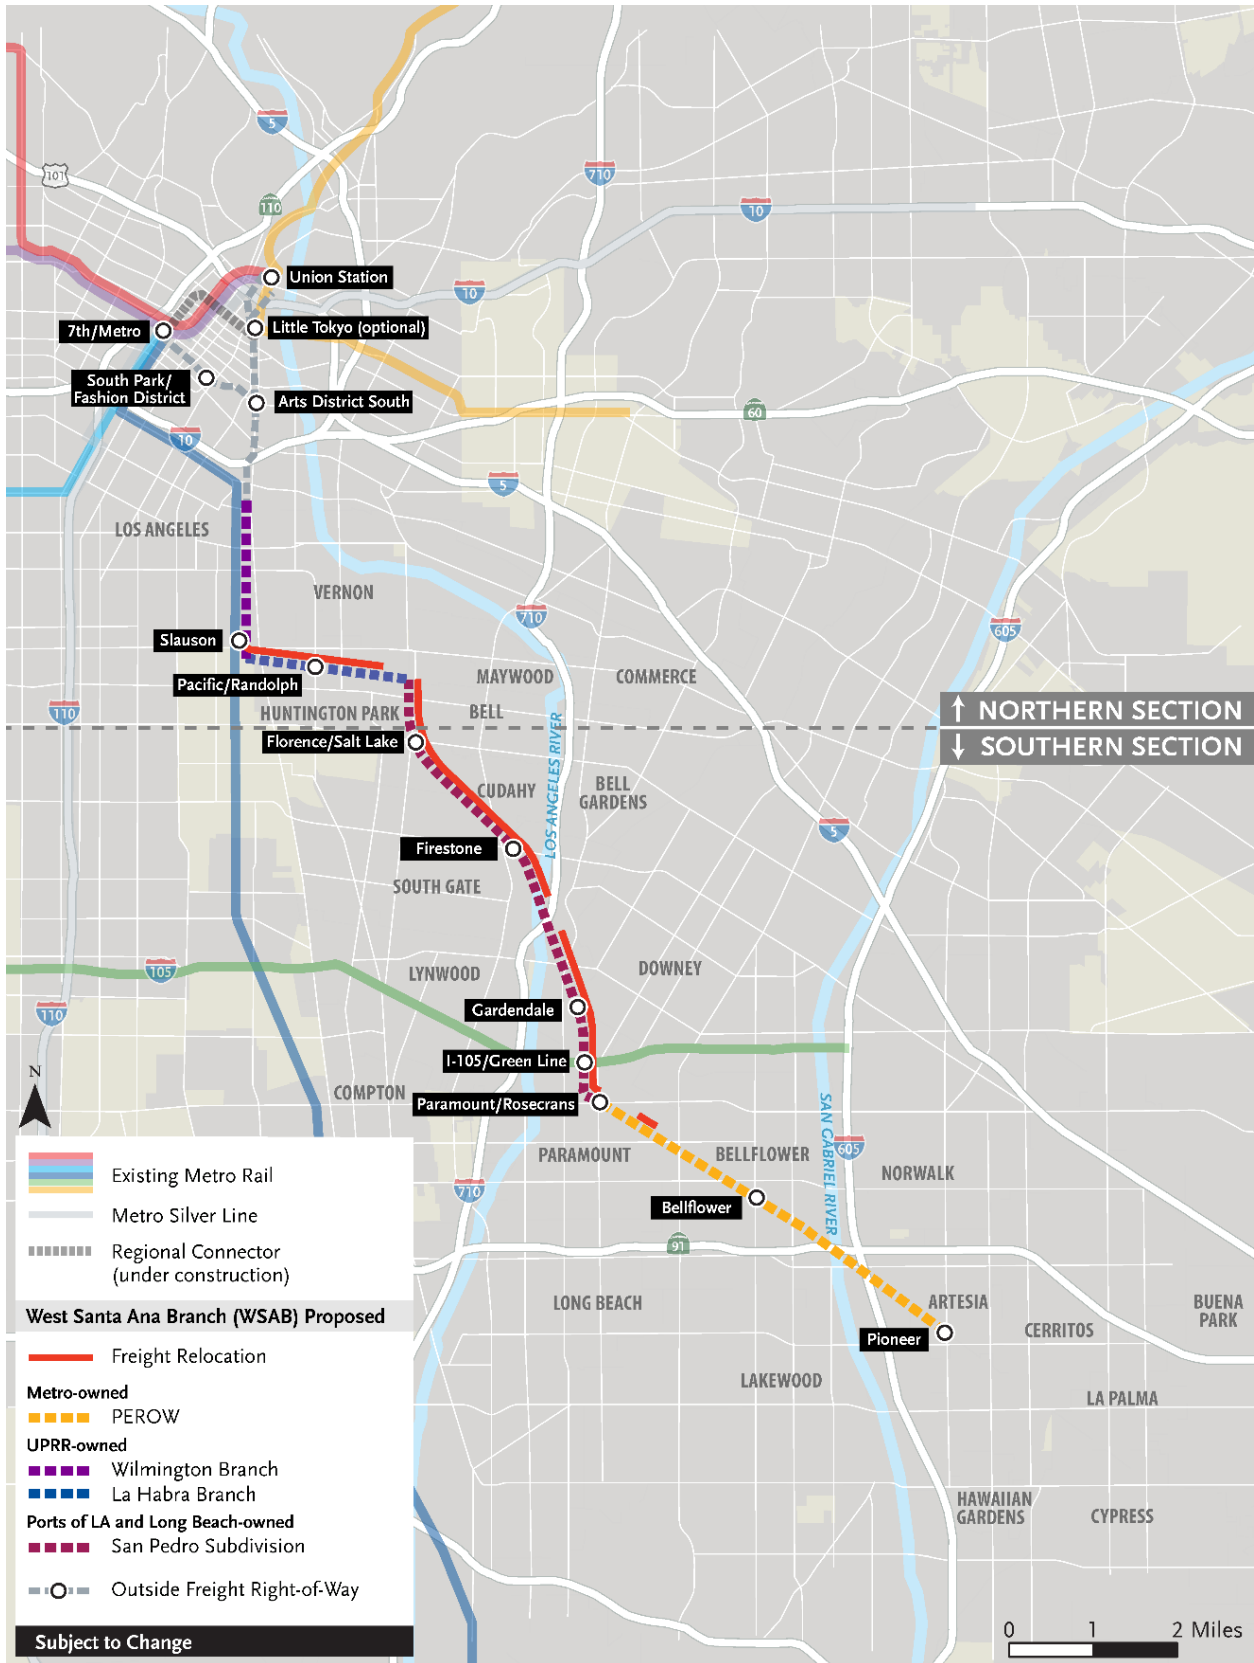 5
101
710
110
10
Union Station
10
Little Tokyo (optional)
7th/Metro
South Park/
Fashion District
Arts District South
60
10
5
LOS ANGELES
VERNON
710
605
Slauson
Pacific/Randolph
MAYWOOD
COMMERCE
110
HUNTINGTON PARK
BELL
↑ NORTHERN SECTION
↓ SOUTHERN SECTION
Florence/Salt Lake
LOS ANGELES RIVER
CUDAHY
BELL
GARDENS
5
Firestone
SOUTH GATE
105
LYNWOOD
DOWNEY
110
Gardendale
I-105/Green Line
N
COMPTON
Paramount/Rosecrans
SAN GABRIEL RIVER
PARAMOUNT
BELLFLOWER
605
NORWALK
710
Bellflower
91
LONG BEACH
ARTESIA
BUENA
PARK
Pioneer
CERRITOS
LAKEWOOD
LA PALMA
HAWAIIAN
GARDENS
CYPRESS
Existing Metro Rail
Metro Silver Line
Regional Connector
(under construction)
West Santa Ana Branch (WSAB) Proposed
Freight Relocation
Metro-owned
PEROW
UPRR-owned
Wilmington Branch
La Habra Branch
Ports of LA and Long Beach-owned
San Pedro Subdivision
Outside Freight Right-of-Way
Subject to Change
0 1 2 Miles